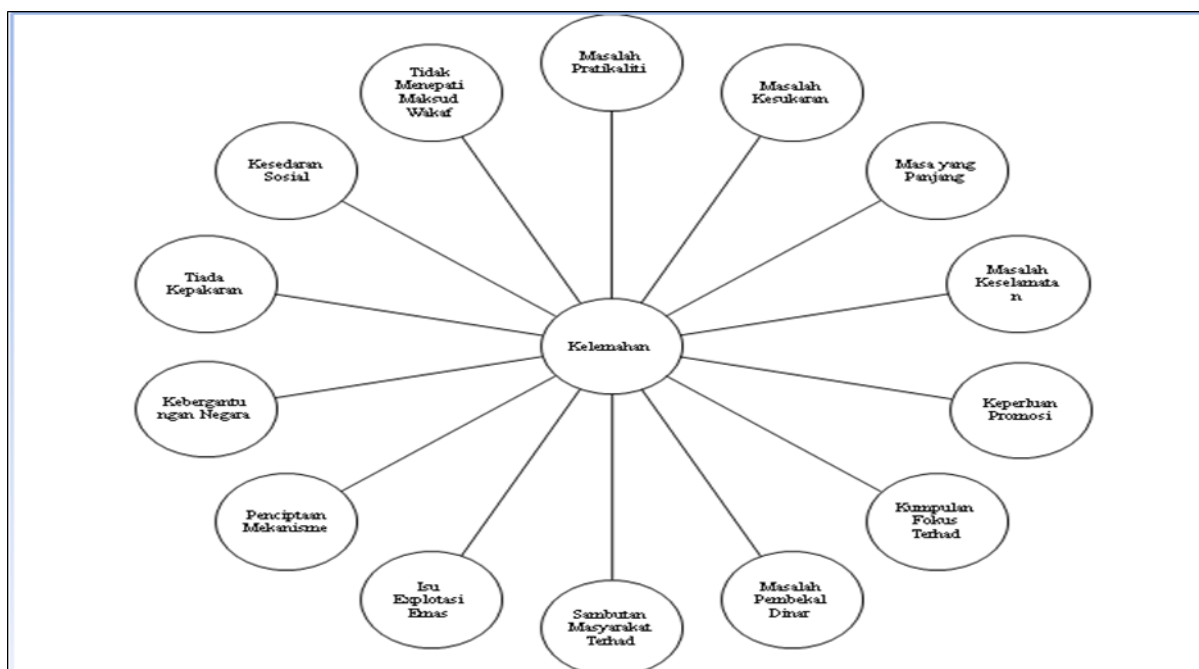 Masalah
Pratikaliti
Masalah
Kesukaran
Masa yang
Panjang
Masalah
Keselamata
n
Keperluan
Promosi
Kumpulan
Fokus
Terhad
Masalah
Pembekal
Dinar
Sambutan
Masyarakat
Terhad
Isu
Explotasi
Emas
Penciptaan
Mekanisme
Kebergantu
ngan Negara
Tiada
Kepakaran
Kesedaran
Sosial
Tidak
Menepati
Maksud
Wakaf
Kelemahan